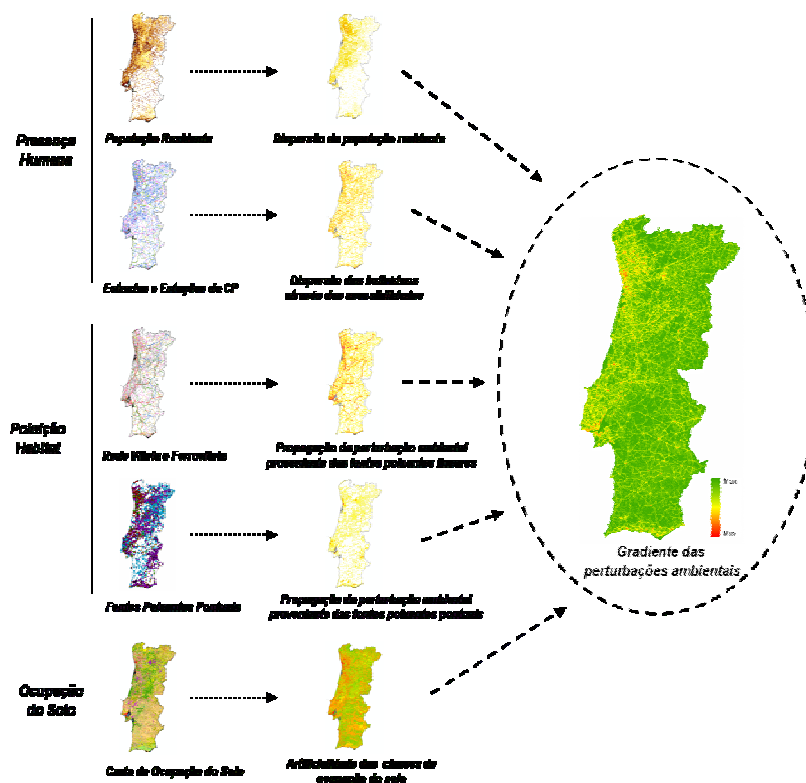 Presença
Humana
População Residente
Dispersão da população residente
Estradas e Estações de CP
Dispersão dos indivíduos
através das acessibilidades
Poluição
Habitat
Rede Viária e Ferroviária
Propagação da perturbação ambiental
proveniente das fontes poluentes lineares
Fontes Poluentes Pontuais
Propagação da perturbação ambiental
proveniente das fontes poluentes pontuais
Ocupação
do Solo
Carta de Ocupação do Solo
Artificialidade das classes de
ocupação do solo
Gradiente das
perturbações ambientais